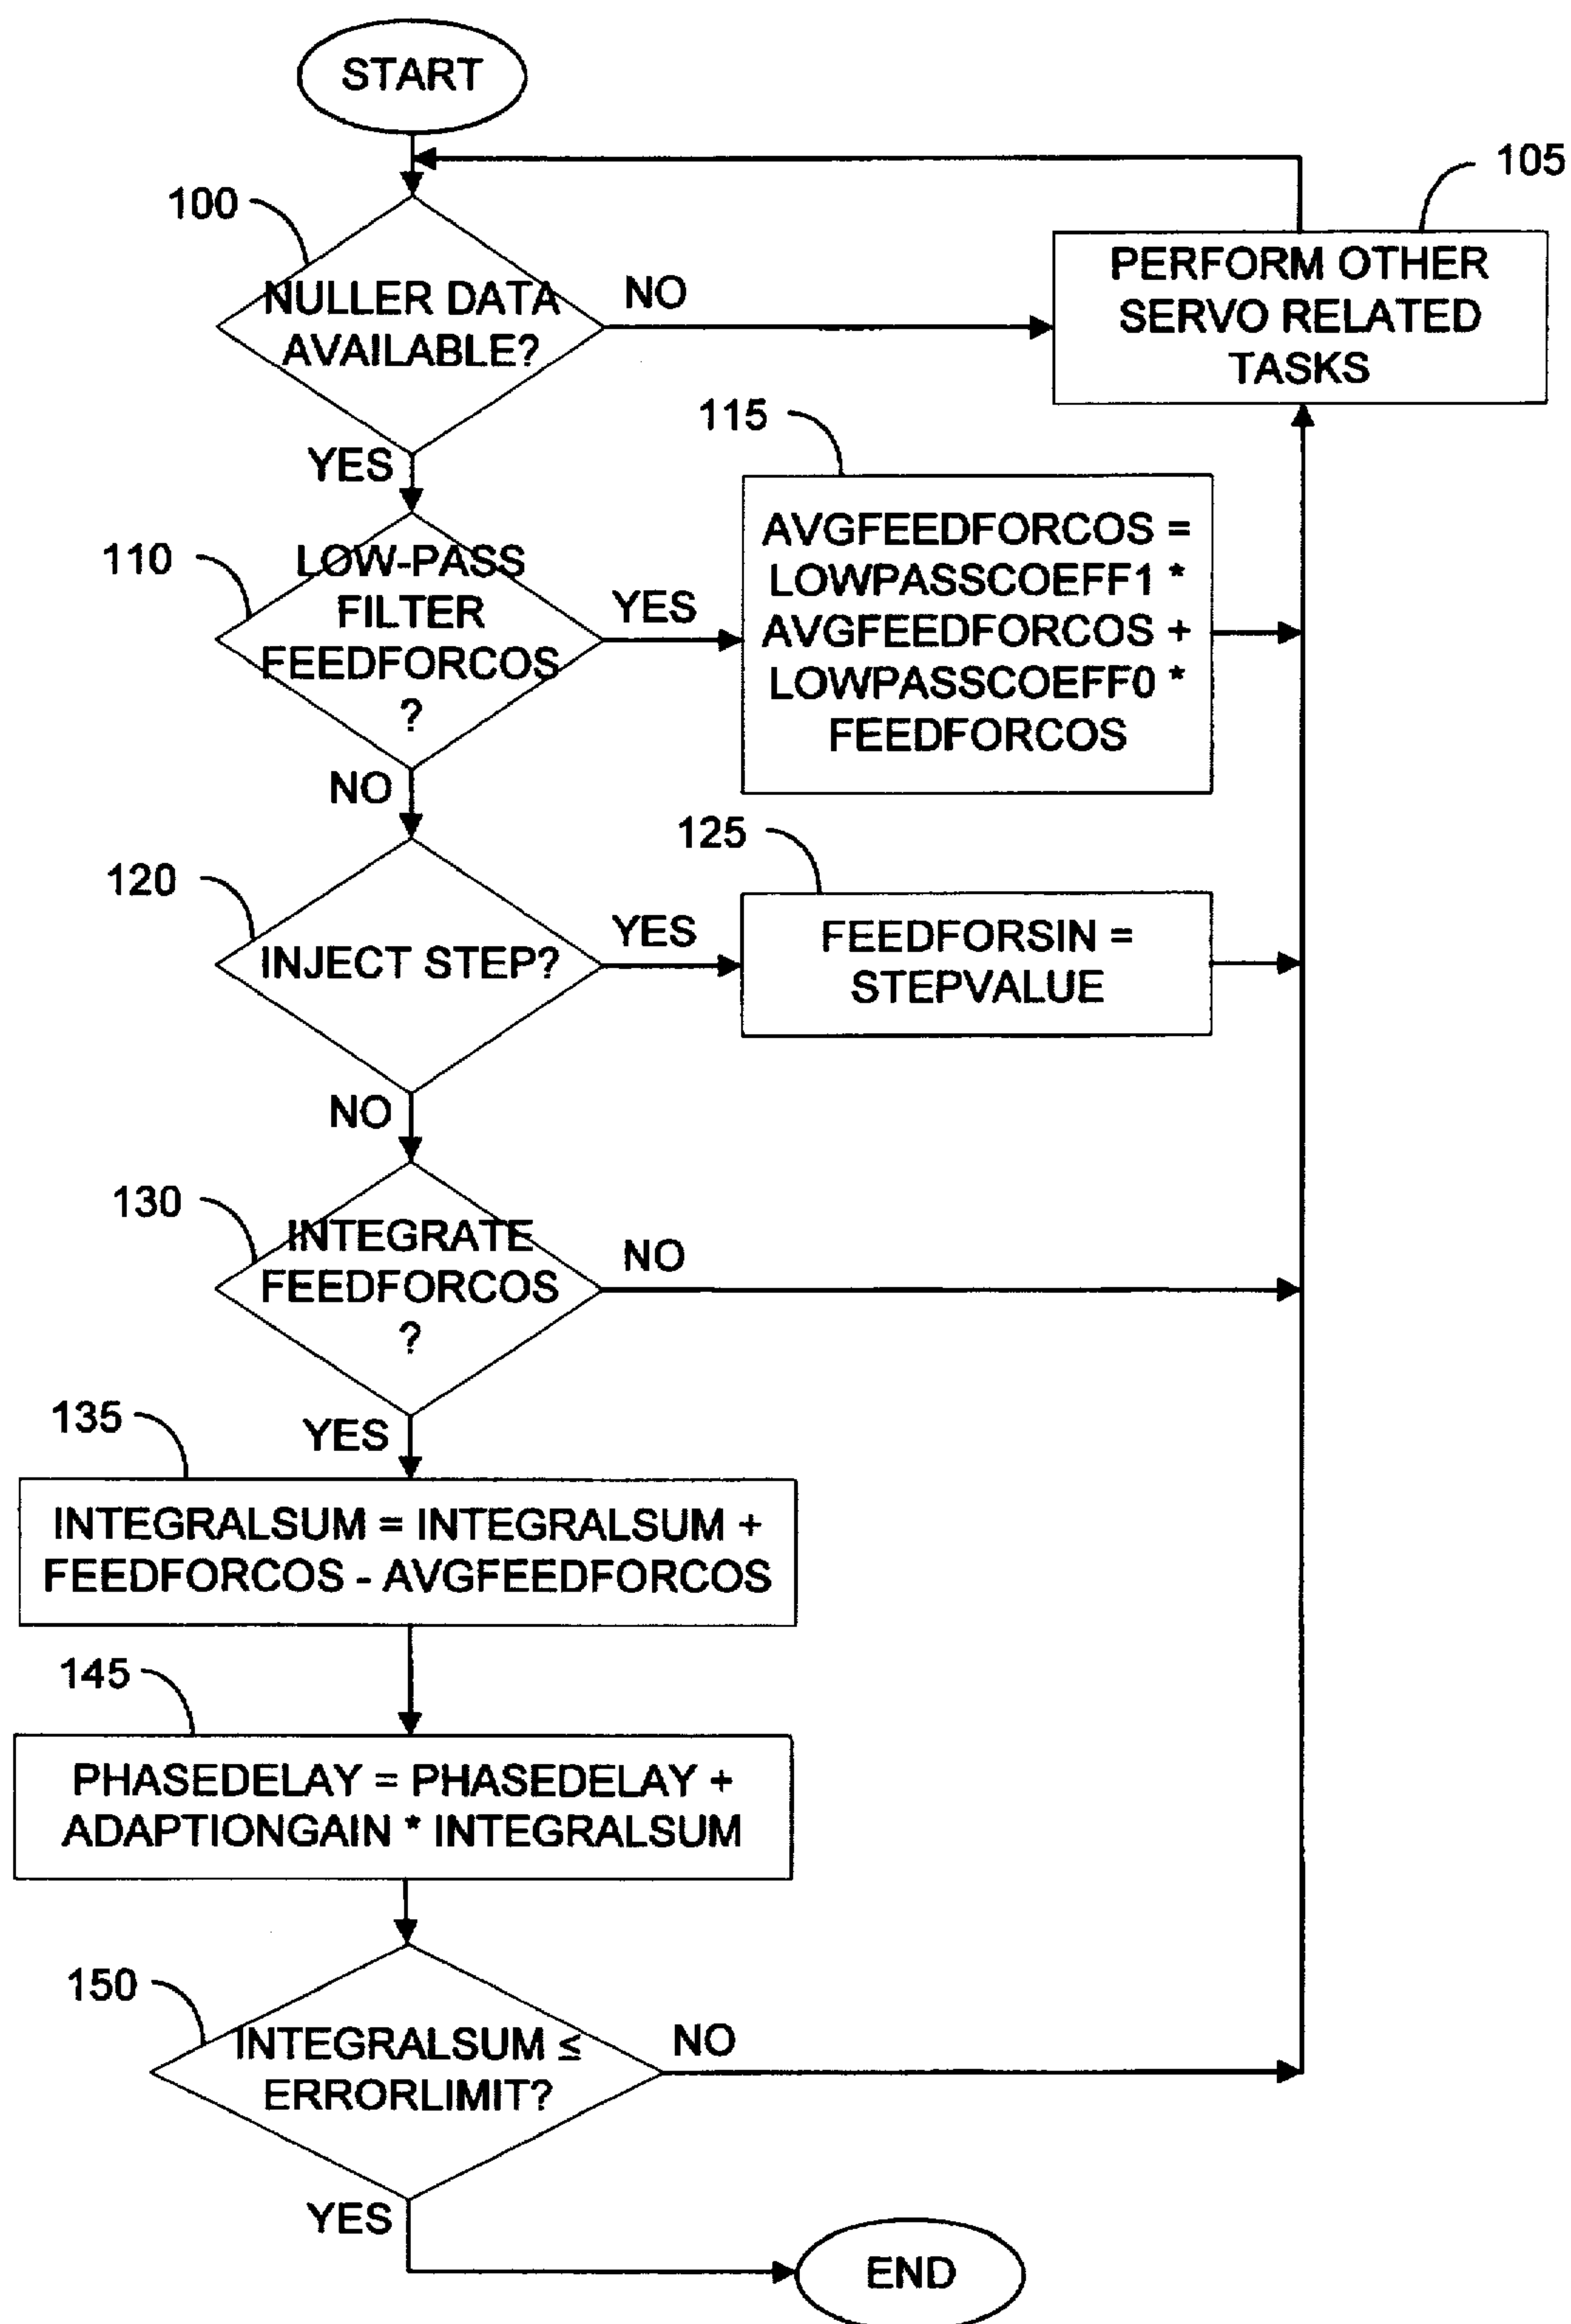 START
105
100
PERFORM OTHER
SERVO RELATED
TASKS
NULLER DATA
AVAILABLE?
NO
YES
115
110
LOW-PASS
FILTER
FEEDFORCOS
?
YES
AVGFEEDFORCOS =
LOWPASSCOEFF1 *
AVGFEEDFORCOS +
LOWPASSCOEFF0 *
FEEDFORCOS
NO
125
120
INJECT STEP?
YES
FEEDFORSIN =
STEPVALUE
NO
130
INTEGRATE
FEEDFORCOS
?
NO
YES
135
INTEGRALSUM = INTEGRALSUM +
FEEDFORCOS - AVGFEEDFORCOS
145
PHASEDELAY = PHASEDELAY +
ADAPTIONGAIN * INTEGRALSUM
150
INTEGRALSUM ≤
ERRORLIMIT?
NO
YES
END